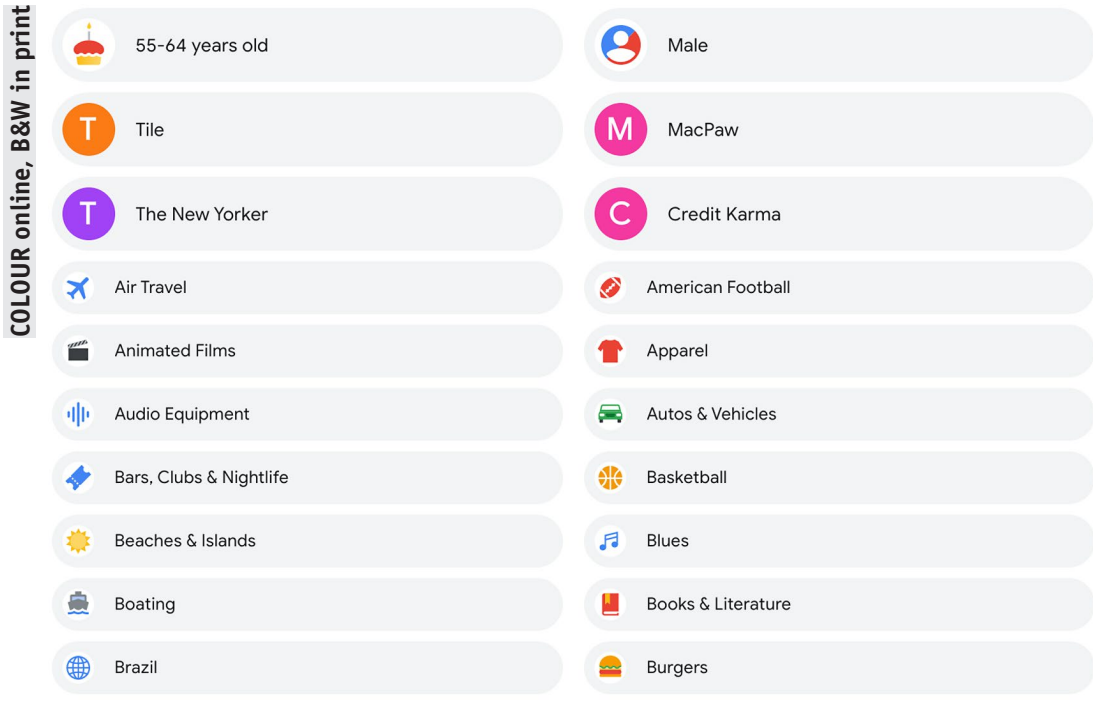 COLOUR online, B&W in print
55-64 years old
Male
T
Tile
M
MacPaw
T
The New Yorker
C
Credit Karma
Air Travel
American Football
Animated Films
Apparel
Audio Equipment
Autos & Vehicles
Bars, Clubs & Nightlife
Basketball
Beaches & Islands
Blues
Boating
Books & Literature
Brazil
Burgers